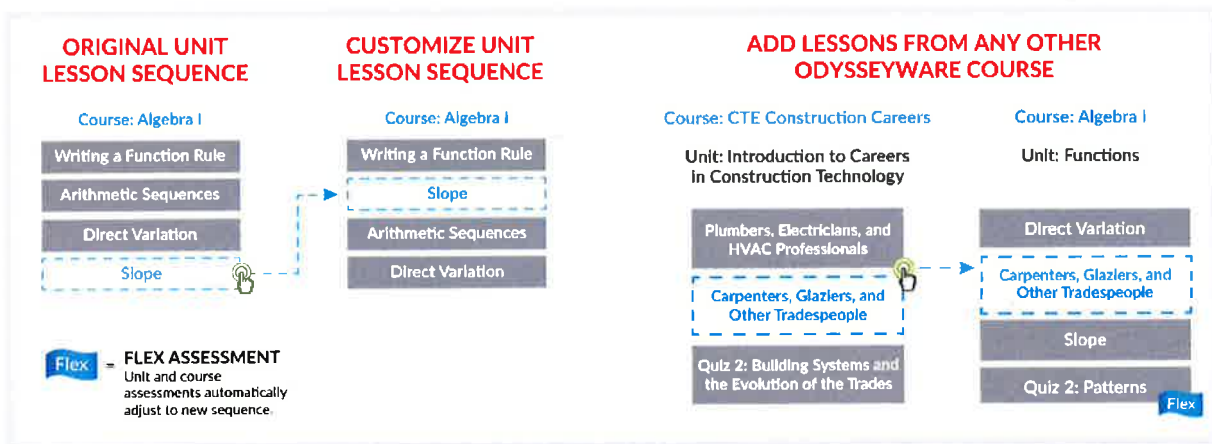 ORIGINAL UNIT
LESSON SEQUENCE
Course: Algebra I
Writing a Function Rule
Arithmetic Sequences
Direct Variation
Slope
Flex = FLEX ASSESSMENT
Unit and course
assessments automatically
adjust to new sequence.
CUSTOMIZE UNIT
LESSON SEQUENCE
Course: Algebra I
Writing a Function Rule
Slope
Arithmetic Sequences
Direct Variation
ADD LESSONS FROM ANY OTHER
ODYSSEYWARE COURSE
Course: CTE Construction Careers
Unit: Introduction to Careers
in Construction Technology
Plumbers, Electricians, and
HVAC Professionals
Carpenters, Glaziers, and
Other Tradespeople
Quiz 2: Building Systems and
the Evolution of the Trades
Course: Algebra I
Unit: Functions
Direct Variation
Carpenters, Glaziers, and
Other Tradespeople
Slope
Quiz 2: Patterns
Flex